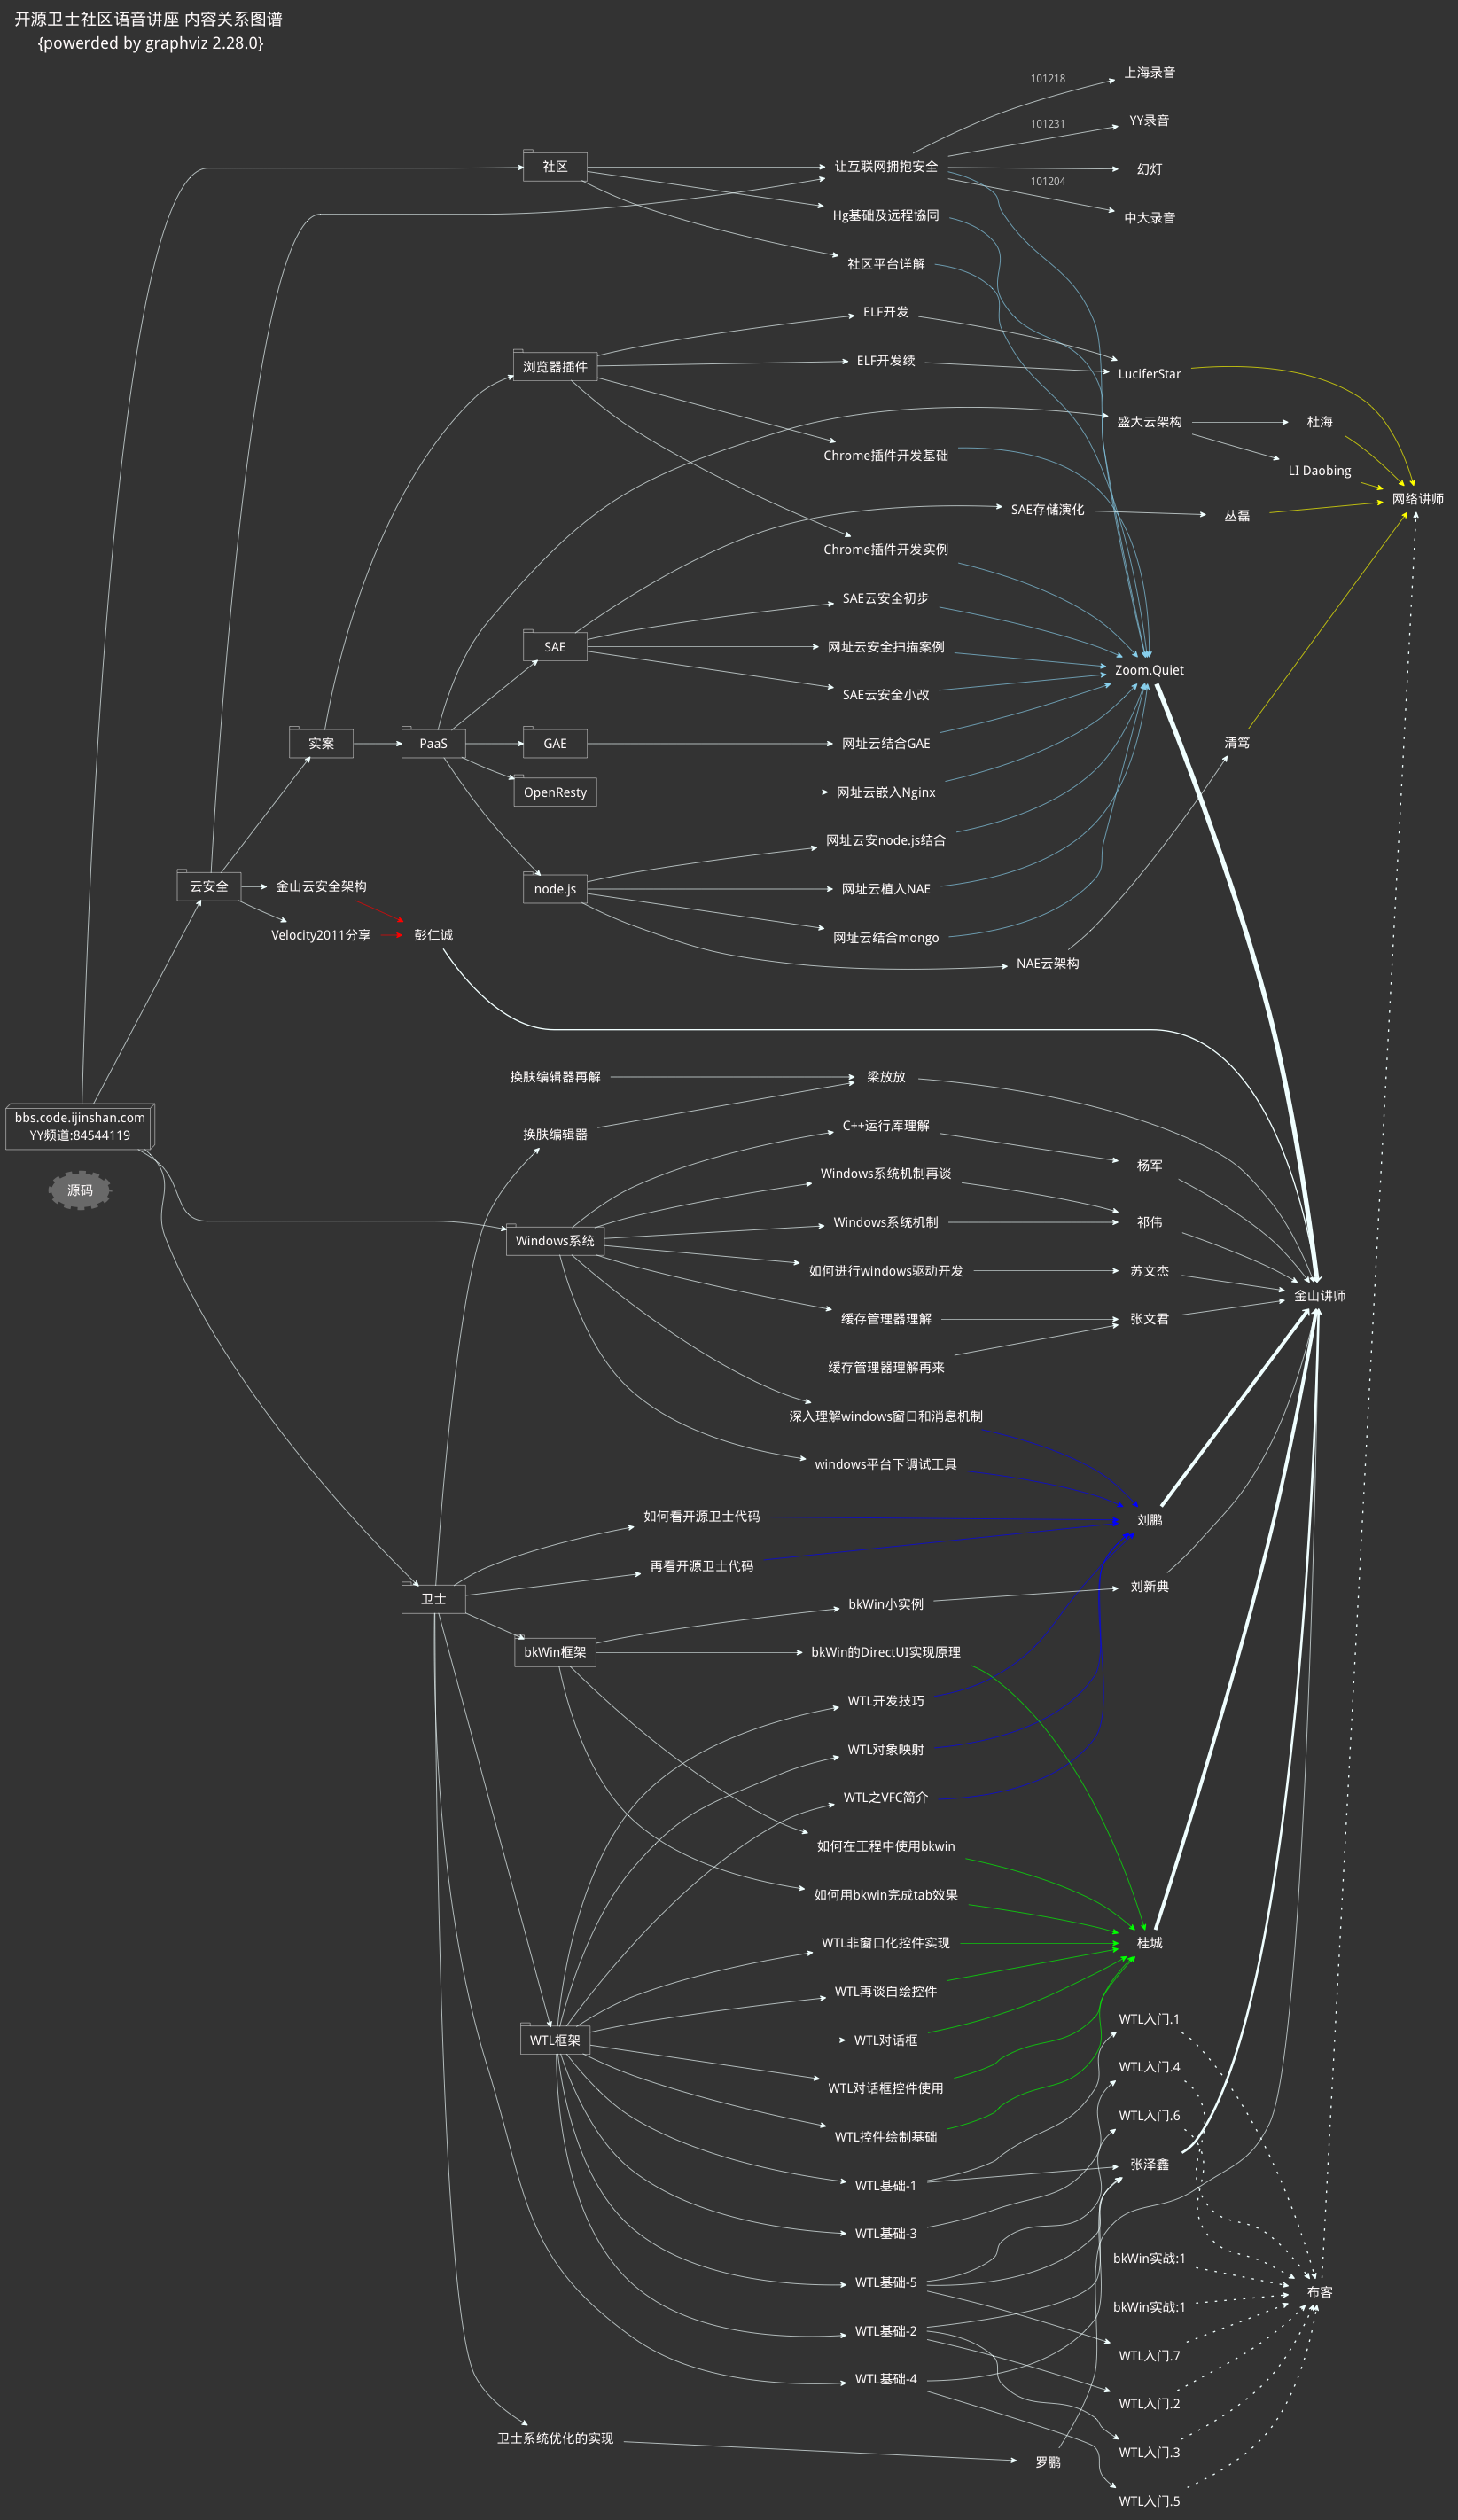 开源卫士社区语音讲座 内容关系图谱
{powerded by graphviz 2.28.0}
101218
上海录音
101231
YY录音
社区
让互联网拥抱安全
幻灯
101204
中大录音
Hg基础及远程協同
社区平台详解
ELF开发
浏览器插件
ELF开发续
LuciferStar
盛大云架构
杜海
Chrome插件开发基础
LI Daobing
网络讲师
SAE存储演化
丛磊
Chrome插件开发实例
SAE云安全初步
SAE
网址云安全扫描案例
Zoom.Quiet
SAE云安全小改
实案
PaaS
GAE
网址云结合GAE
清笃
OpenResty
网址云嵌入Nginx
网址云安node.js结合
云安全
金山云安全架构
node.js
网址云植入NAE
Velocity2011分享
彭仁诚
网址云结合mongo
NAE云架构
换肤编辑器再解
梁放放
bbs.code.ijinshan.com
YY频道:84544119
换肤编辑器
C++运行库理解
杨军
源码
Windows系统机制再谈
Windows系统机制
祁伟
Windows系统
如何进行windows驱动开发
苏文杰
金山讲师
缓存管理器理解
张文君
缓存管理器理解再来
深入理解windows窗口和消息机制
windows平台下调试工具
如何看开源卫士代码
刘鹏
再看开源卫士代码
刘新典
卫士
bkWin小实例
bkWin框架
bkWin的DirectUI实现原理
WTL开发技巧
WTL对象映射
WTL之VFC简介
如何在工程中使用bkwin
如何用bkwin完成tab效果
WTL非窗口化控件实现
桂城
WTL再谈自绘控件
WTL入门.1
WTL框架
WTL对话框
WTL入门.4
WTL对话框控件使用
WTL入门.6
WTL控件绘制基础
张泽鑫
WTL基础-1
WTL基础-3
bkWin实战:1
WTL基础-5
布客
bkWin实战:1
WTL基础-2
WTL入门.7
WTL基础-4
WTL入门.2
卫士系统优化的实现
WTL入门.3
罗鹏
WTL入门.5